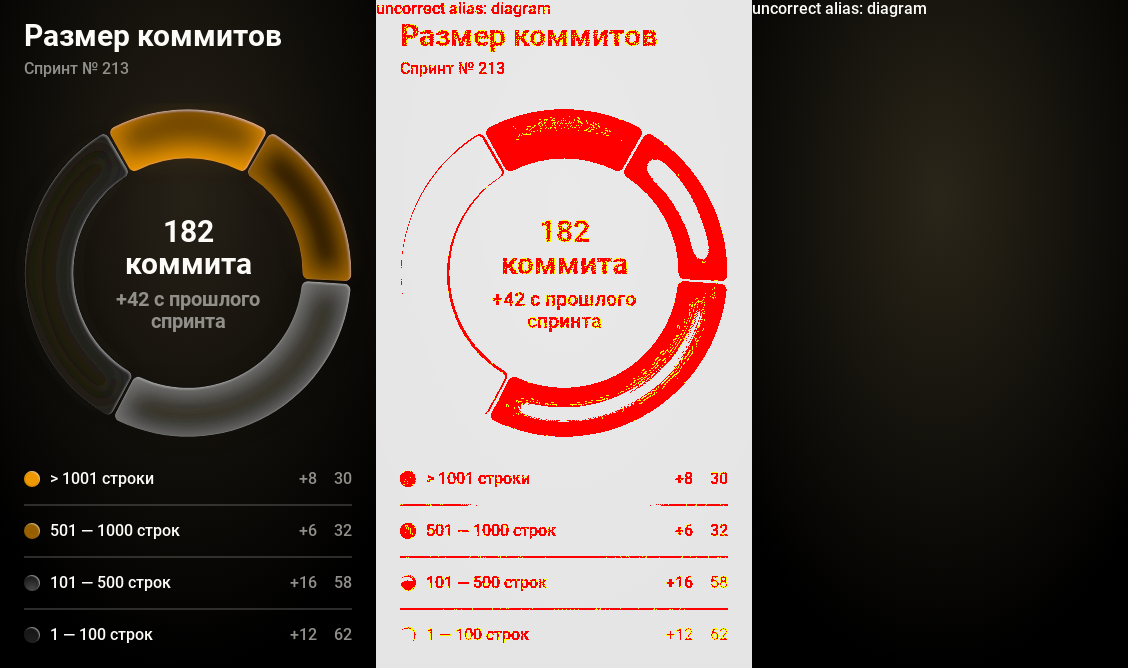 Размер коммитов
Спринт № 213
182
коммита
+42 с прошлого
спринта
> 1001 строки +8 30
501 — 1000 строк +6 32
101 — 500 строк +16 58
1 — 100 строк +12 62
uncorrect alias: diagram
Размер коммитов
Спринт № 213
182
коммита
+42 с прошлого
спринта
> 1001 строки +8 30
501 — 1000 строк +6 32
101 — 500 строк +16 58
1 — 100 строк +12 62
uncorrect alias: diagram